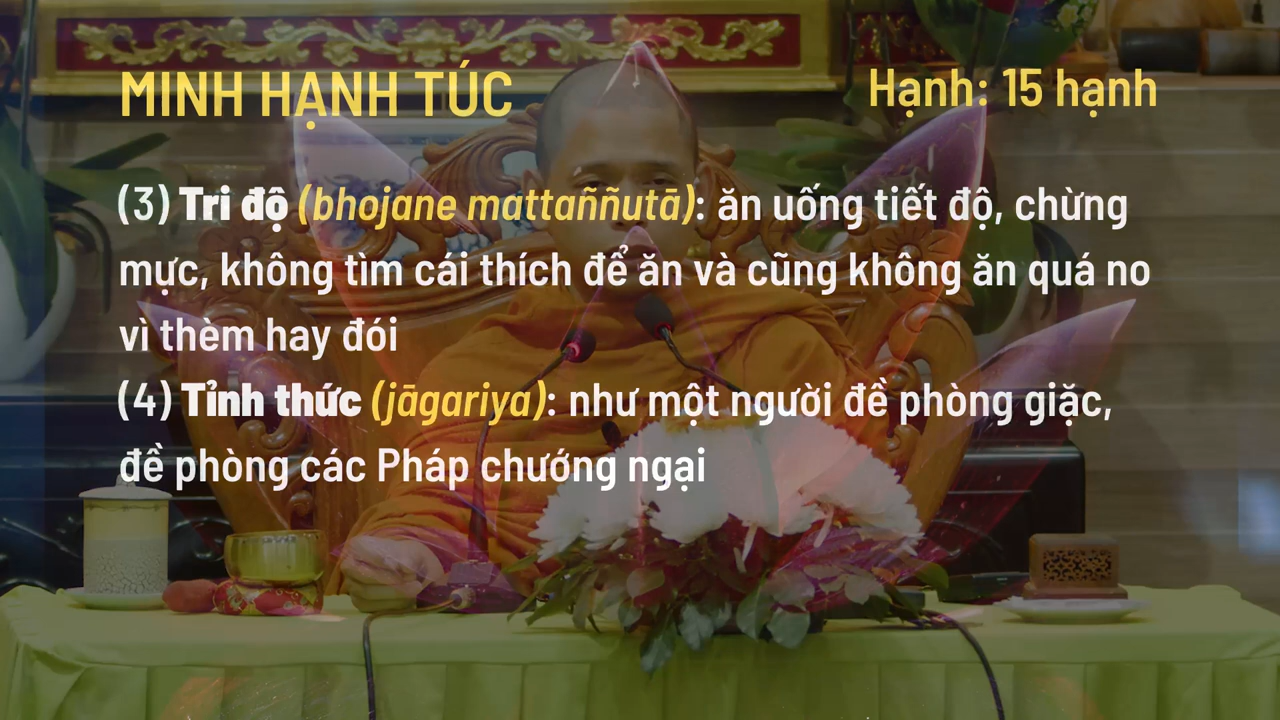 MINH HẠNH TÚC
Hạnh: 15 hạnh
(3) Tri độ (bhojane mattaññutā): ăn uống tiết độ, chừng
mực, không tìm cái thích để ăn và cũng không ăn quá no
vì thèm hay đói
(4) Tỉnh thức (jāgariya): như một người đề phòng giặc,
đề phòng các Pháp chướng ngại